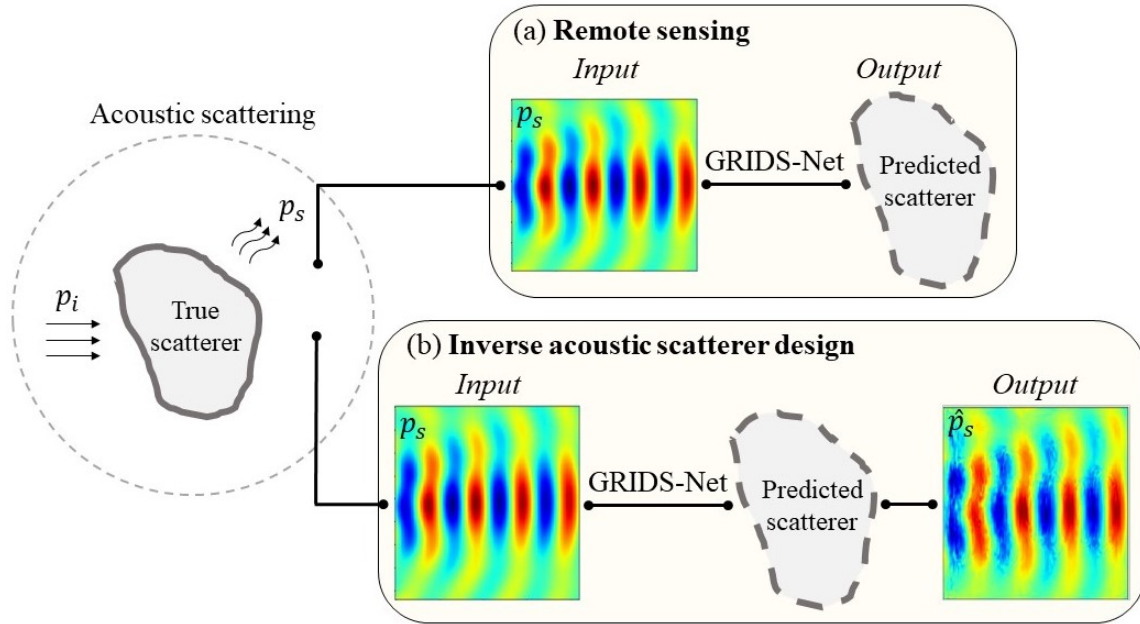 Acoustic scattering
p_i
True
scatterer
p_s
(a) Remote sensing
Input
Output
p_s
GRIDS-Net
Predicted
scatterer
(b) Inverse acoustic scatterer design
Input
Output
p_s
GRIDS-Net
Predicted
scatterer
p̂_s